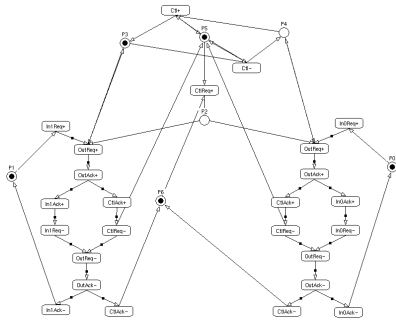 Ctl+
P3
P5
P4
Ctl-
CtlReq+
P2
In1Req+
In0Req+
OutReq+
OutReq+
P1
P0
OutAck+
OutAck+
P6
In1Ack+
CtlAck+
CtlAck+
In0Ack+
In1Req-
CtlReq-
CtlReq-
In0Req-
OutReq-
OutReq-
OutAck-
OutAck-
In1Ack-
CtlAck-
CtlAck-
In0Ack-